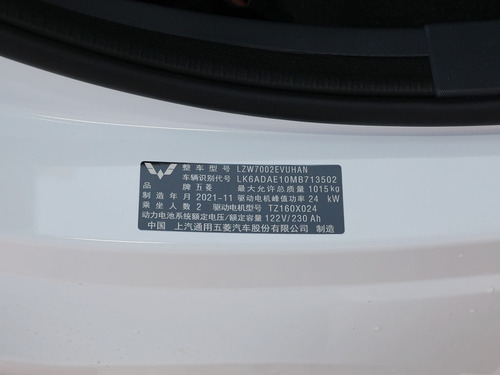 整车型号 LZW7002EVUHAN
车辆识别代号 LK6ADAE10MB713502
品 牌 五菱 最大允许总质量 1015kg
制造年月 2021-11 驱动电机峰值功率 24 kW
乘坐人数 2 驱动电机型号 TZ160X024
动力电池系统额定电压/额定容量 122V/230 Ah
中国 上汽通用五菱汽车股份有限公司 制造